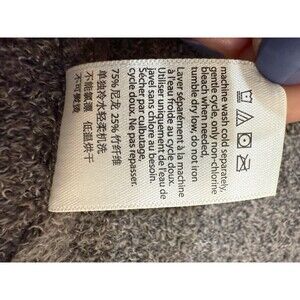 machine wash cold separately,
gentle cycle, only non-chlorine
bleach when needed,
tumble dry low, do not iron
Laver séparément à la machine
à l'eau froide au cycle doux.
Utiliser uniquement de l'eau de
javel sans chlore au besoin.
Sécher par culbutage,
cycle doux. Ne pas repasser.
75% 尼龙 25% 竹纤维
单独冷水轻柔机洗
不能氯漂 低温烘干
不可熨烫